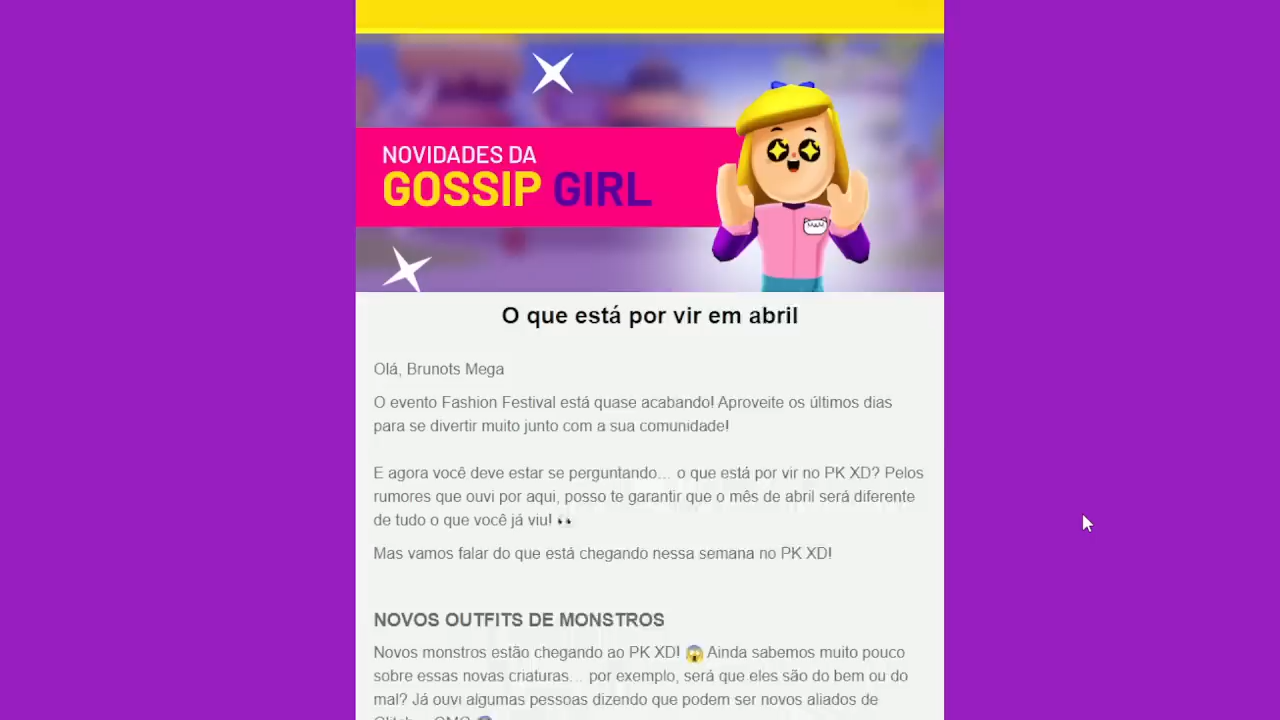 NOVIDADES DA
GOSSIP GIRL
O que está por vir em abril
Olá, Brunots Mega
O evento Fashion Festival está quase acabando! Aproveite os últimos dias
para se divertir muito junto com a sua comunidade!
E agora você deve estar se perguntando... o que está por vir no PK XD? Pelos
rumores que ouvi por aqui, posso te garantir que o mês de abril será diferente
de tudo o que você já viu! 👀
Mas vamos falar do que está chegando nessa semana no PK XD!
NOVOS OUTFITS DE MONSTROS
Novos monstros estão chegando ao PK XD! 😱 Ainda sabemos muito pouco
sobre essas novas criaturas... por exemplo, será que eles são do bem ou do
mal? Já ouvi algumas pessoas dizendo que podem ser novos aliados de